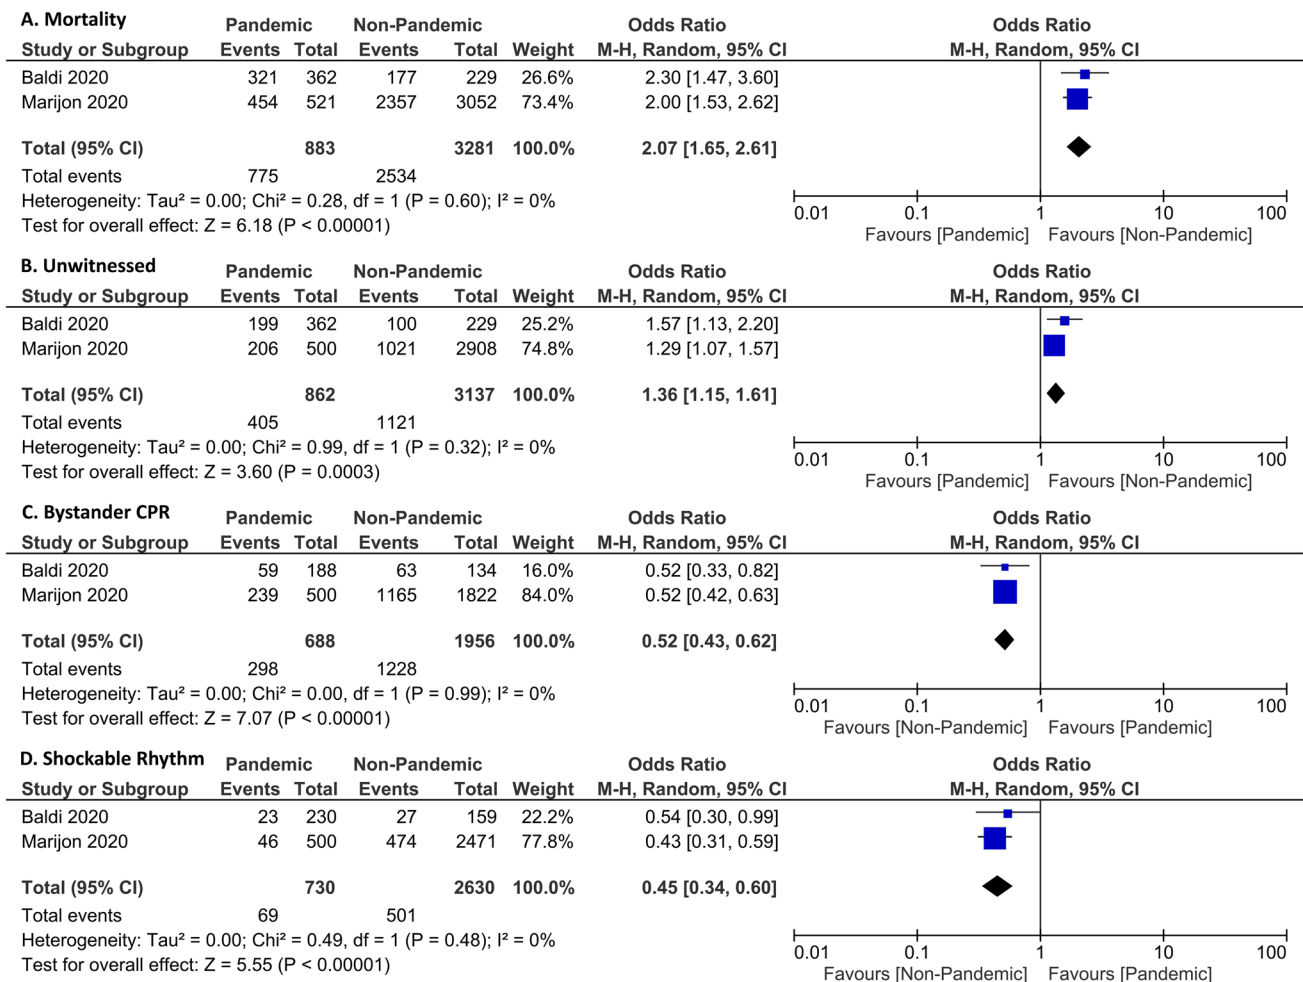 A. Mortality
Pandemic Non-Pandemic Odds Ratio Odds Ratio
Study or Subgroup Events Total Events Total Weight M-H, Random, 95% CI M-H, Random, 95% CI
Baldi 2020 321 362 177 229 26.6% 2.30 [1.47, 3.60]
Marijon 2020 454 521 2357 3052 73.4% 2.00 [1.53, 2.62]
Total (95% CI) 883 3281 100.0% 2.07 [1.65, 2.61]
Total events 775 2534
Heterogeneity: Tau² = 0.00; Chi² = 0.28, df = 1 (P = 0.60); I² = 0%
Test for overall effect: Z = 6.18 (P < 0.00001)
0.01 0.1 1 10 100
Favours [Pandemic] Favours [Non-Pandemic]
B. Unwitnessed
Pandemic Non-Pandemic Odds Ratio Odds Ratio
Study or Subgroup Events Total Events Total Weight M-H, Random, 95% CI M-H, Random, 95% CI
Baldi 2020 199 362 100 229 25.2% 1.57 [1.13, 2.20]
Marijon 2020 206 500 1021 2908 74.8% 1.29 [1.07, 1.57]
Total (95% CI) 862 3137 100.0% 1.36 [1.15, 1.61]
Total events 405 1121
Heterogeneity: Tau² = 0.00; Chi² = 0.99, df = 1 (P = 0.32); I² = 0%
Test for overall effect: Z = 3.60 (P = 0.0003)
0.01 0.1 1 10 100
Favours [Pandemic] Favours [Non-Pandemic]
C. Bystander CPR
Pandemic Non-Pandemic Odds Ratio Odds Ratio
Study or Subgroup Events Total Events Total Weight M-H, Random, 95% CI M-H, Random, 95% CI
Baldi 2020 59 188 63 134 16.0% 0.52 [0.33, 0.82]
Marijon 2020 239 500 1165 1822 84.0% 0.52 [0.42, 0.63]
Total (95% CI) 688 1956 100.0% 0.52 [0.43, 0.62]
Total events 298 1228
Heterogeneity: Tau² = 0.00; Chi² = 0.00, df = 1 (P = 0.99); I² = 0%
Test for overall effect: Z = 7.07 (P < 0.00001)
0.01 0.1 1 10 100
Favours [Non-Pandemic] Favours [Pandemic]
D. Shockable Rhythm
Pandemic Non-Pandemic Odds Ratio Odds Ratio
Study or Subgroup Events Total Events Total Weight M-H, Random, 95% CI M-H, Random, 95% CI
Baldi 2020 23 230 27 159 22.2% 0.54 [0.30, 0.99]
Marijon 2020 46 500 474 2471 77.8% 0.43 [0.31, 0.59]
Total (95% CI) 730 2630 100.0% 0.45 [0.34, 0.60]
Total events 69 501
Heterogeneity: Tau² = 0.00; Chi² = 0.49, df = 1 (P = 0.48); I² = 0%
Test for overall effect: Z = 5.55 (P < 0.00001)
0.01 0.1 1 10 100
Favours [Non-Pandemic] Favours [Pandemic]